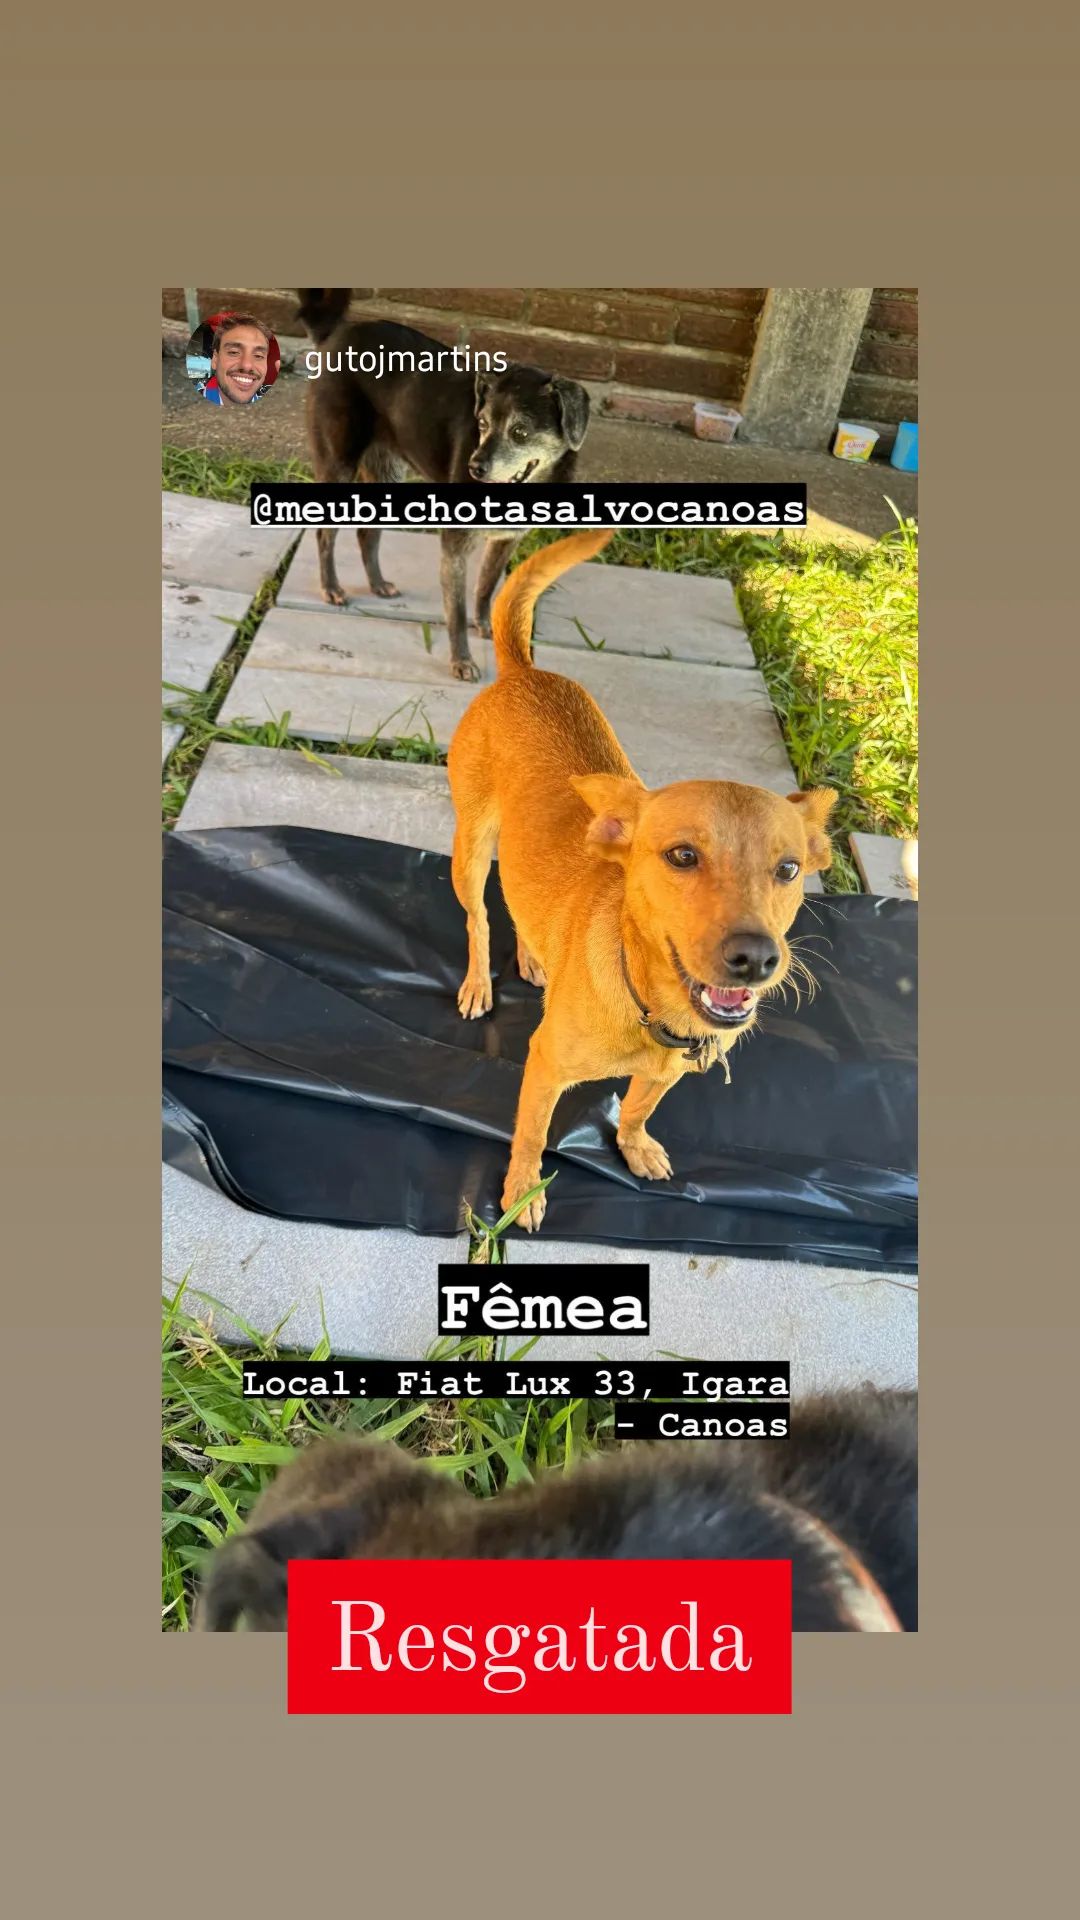 gutojmartins
@meubichotasalvocanoas
Fêmea
Local: Fiat Lux 33, Igara
- Canoas
Resgatada